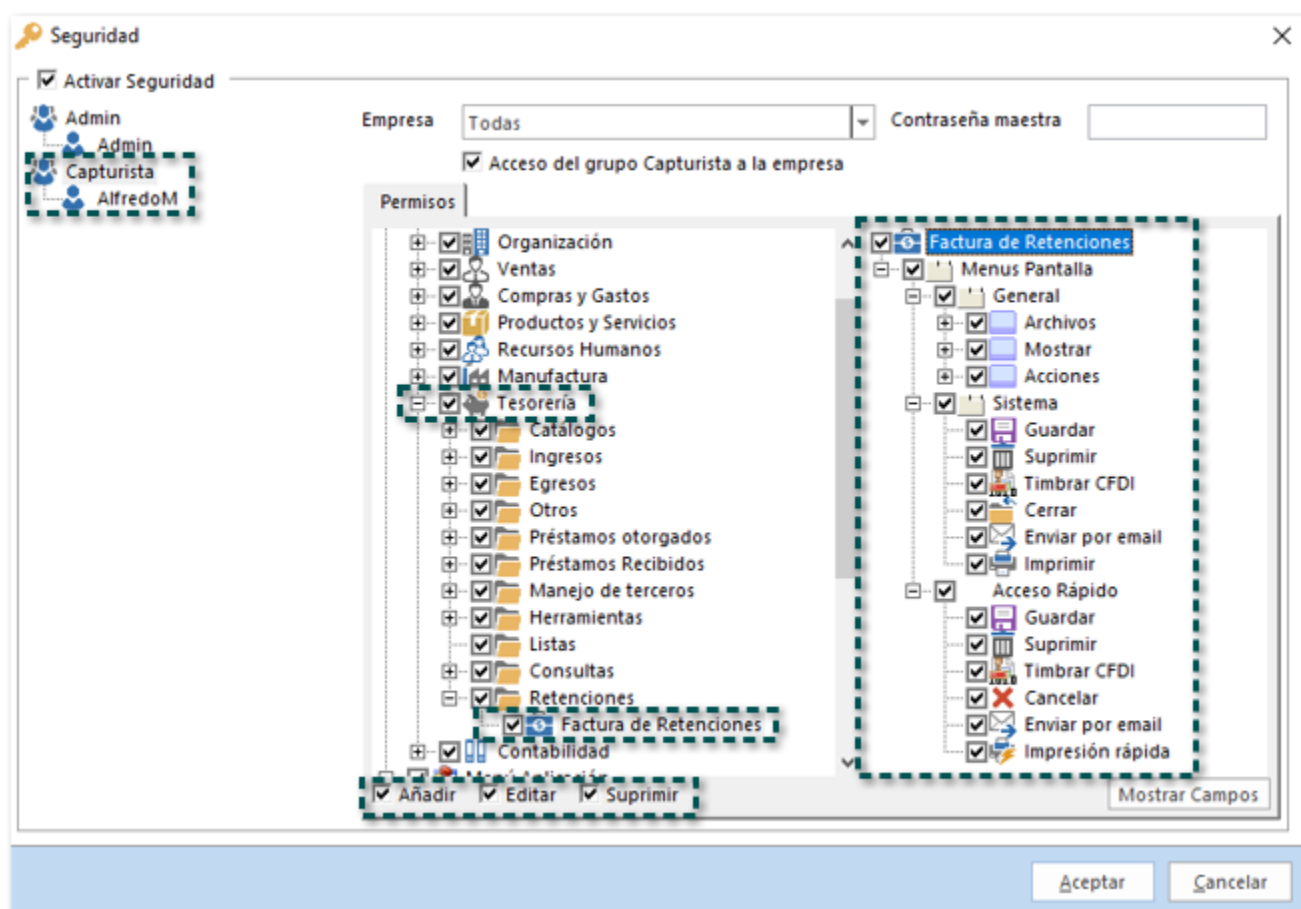 Seguridad
Activar Seguridad
Admin
Admin
Capturista
AlfredoM
Empresa
Todas
Contraseña maestra
Acceso del grupo Capturista a la empresa
Permisos
Organización
Ventas
Compras y Gastos
Productos y Servicios
Recursos Humanos
Manufactura
Tesorería
Catálogos
Ingresos
Egresos
Otros
Préstamos otorgados
Préstamos Recibidos
Manejo de terceros
Herramientas
Listas
Consultas
Retenciones
Factura de Retenciones
Contabilidad
Menú Aplicación
Añadir Editar Suprimir
Factura de Retenciones
Menus Pantalla
General
Archivos
Mostrar
Acciones
Sistema
Guardar
Suprimir
Timbrar CFDI
Cerrar
Enviar por email
Imprimir
Acceso Rápido
Guardar
Suprimir
Timbrar CFDI
Cancelar
Enviar por email
Impresión rápida
Mostrar Campos
Aceptar Cancelar